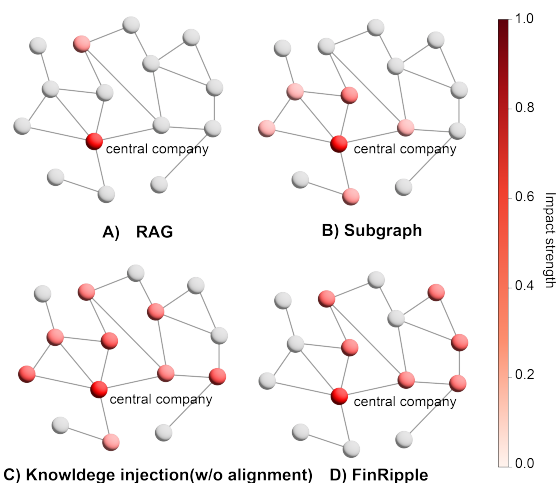 central company
A) RAG
central company
B) Subgraph
central company
C) Knowldege injection(w/o alignment)
central company
D) FinRipple
1.0
0.8
0.6
0.4
0.2
0.0
Impact strength